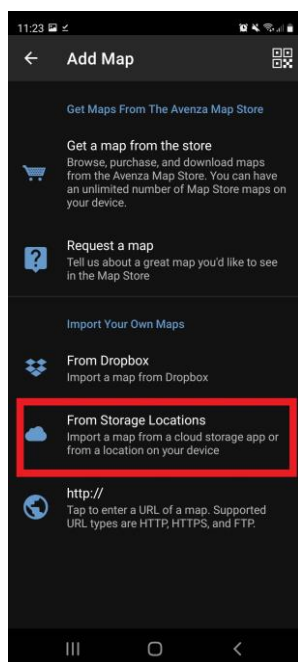 11:23
Add Map
Get Maps From The Avenza Map Store
Get a map from the store
Browse, purchase, and download maps
from the Avenza Map Store. You can have
an unlimited number of Map Store maps on
your device.
Request a map
Tell us about a great map you'd like to see
in the Map Store
Import Your Own Maps
From Dropbox
Import a map from Dropbox
From Storage Locations
Import a map from a cloud storage app or
from a location on your device
http://
Tap to enter a URL of a map. Supported
URL types are HTTP, HTTPS, and FTP.